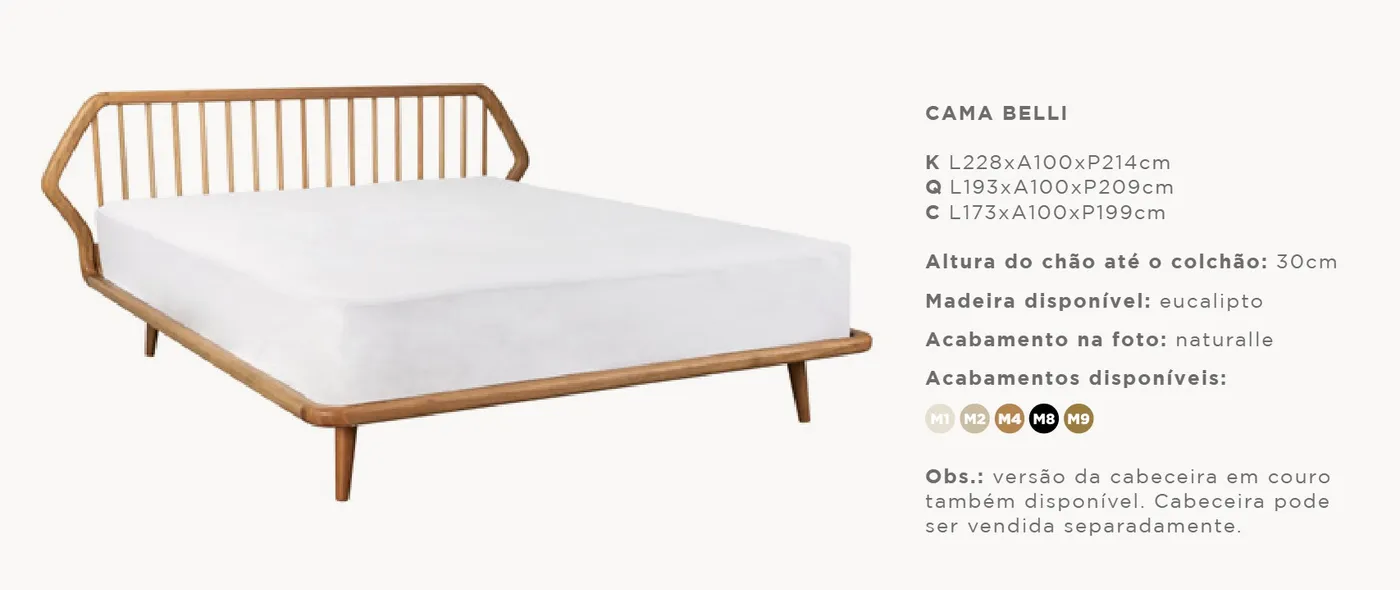 CAMA BELLI
K L228xA100xP214cm
Q L193xA100xP209cm
C L173xA100xP199cm
Altura do chão até o colchão: 30cm
Madeira disponível: eucalipto
Acabamento na foto: naturalle
Acabamentos disponíveis:
M1 M2 M4 M8 M9
Obs.: versão da cabeceira em couro
também disponível. Cabeceira pode
ser vendida separadamente.